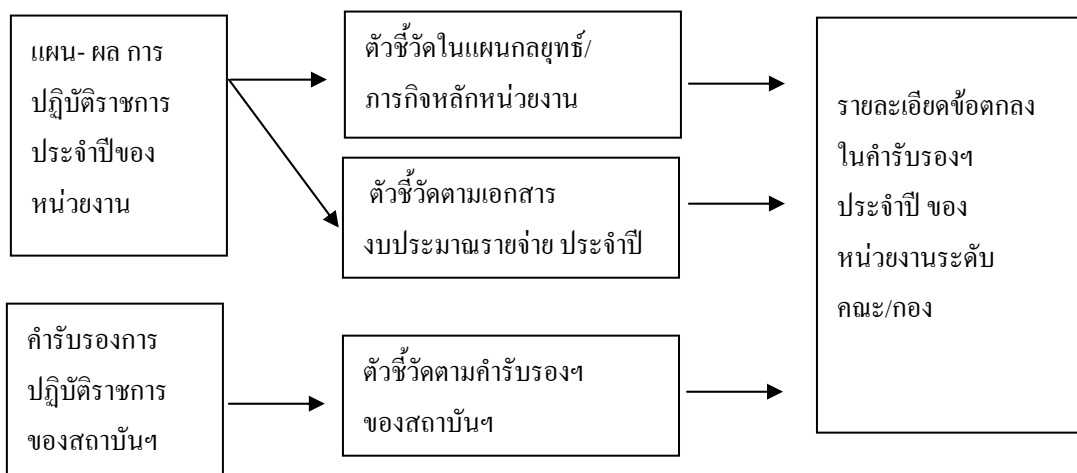 แผน- ผล การ
ปฏิบัติราชการ
ประจำปีของ
หน่วยงาน
ตัวชี้วัดในแผนกลยุทธ์/
ภารกิจหลักหน่วยงาน
ตัวชี้วัดตามเอกสาร
งบประมาณรายจ่าย ประจำปี
รายละเอียดข้อตกลง
ในคำรับรองฯ
ประจำปี ของ
หน่วยงานระดับ
คณะ/กอง
คำรับรองการ
ปฏิบัติราชการ
ของสถาบันฯ
ตัวชี้วัดตามคำรับรองฯ
ของสถาบันฯ